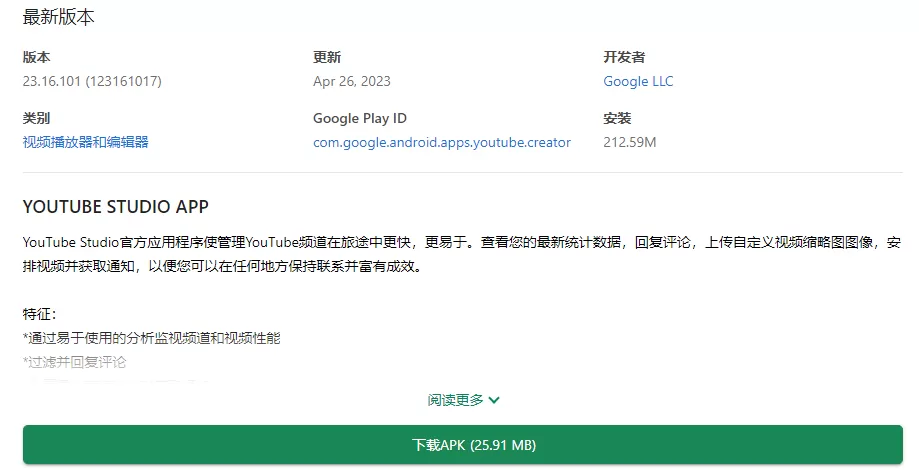 最新版本
版本
更新
开发者
23.16.101 (123161017)
Apr 26, 2023
Google LLC
类别
Google Play ID
安装
视频播放器和编辑器
com.google.android.apps.youtube.creator
212.59M
YOUTUBE STUDIO APP
YouTube Studio官方应用程序使管理YouTube频道在旅途中更快，更易于。查看您的最新统计数据，回复评论，上传自定义视频缩略图图像，安
排视频并获取通知，以便您可以在任何地方保持联系并富有成效。
特征：
*通过易于使用的分析监视频道和视频性能
*过滤并回复评论
阅读更多
下载APK (25.91 MB)